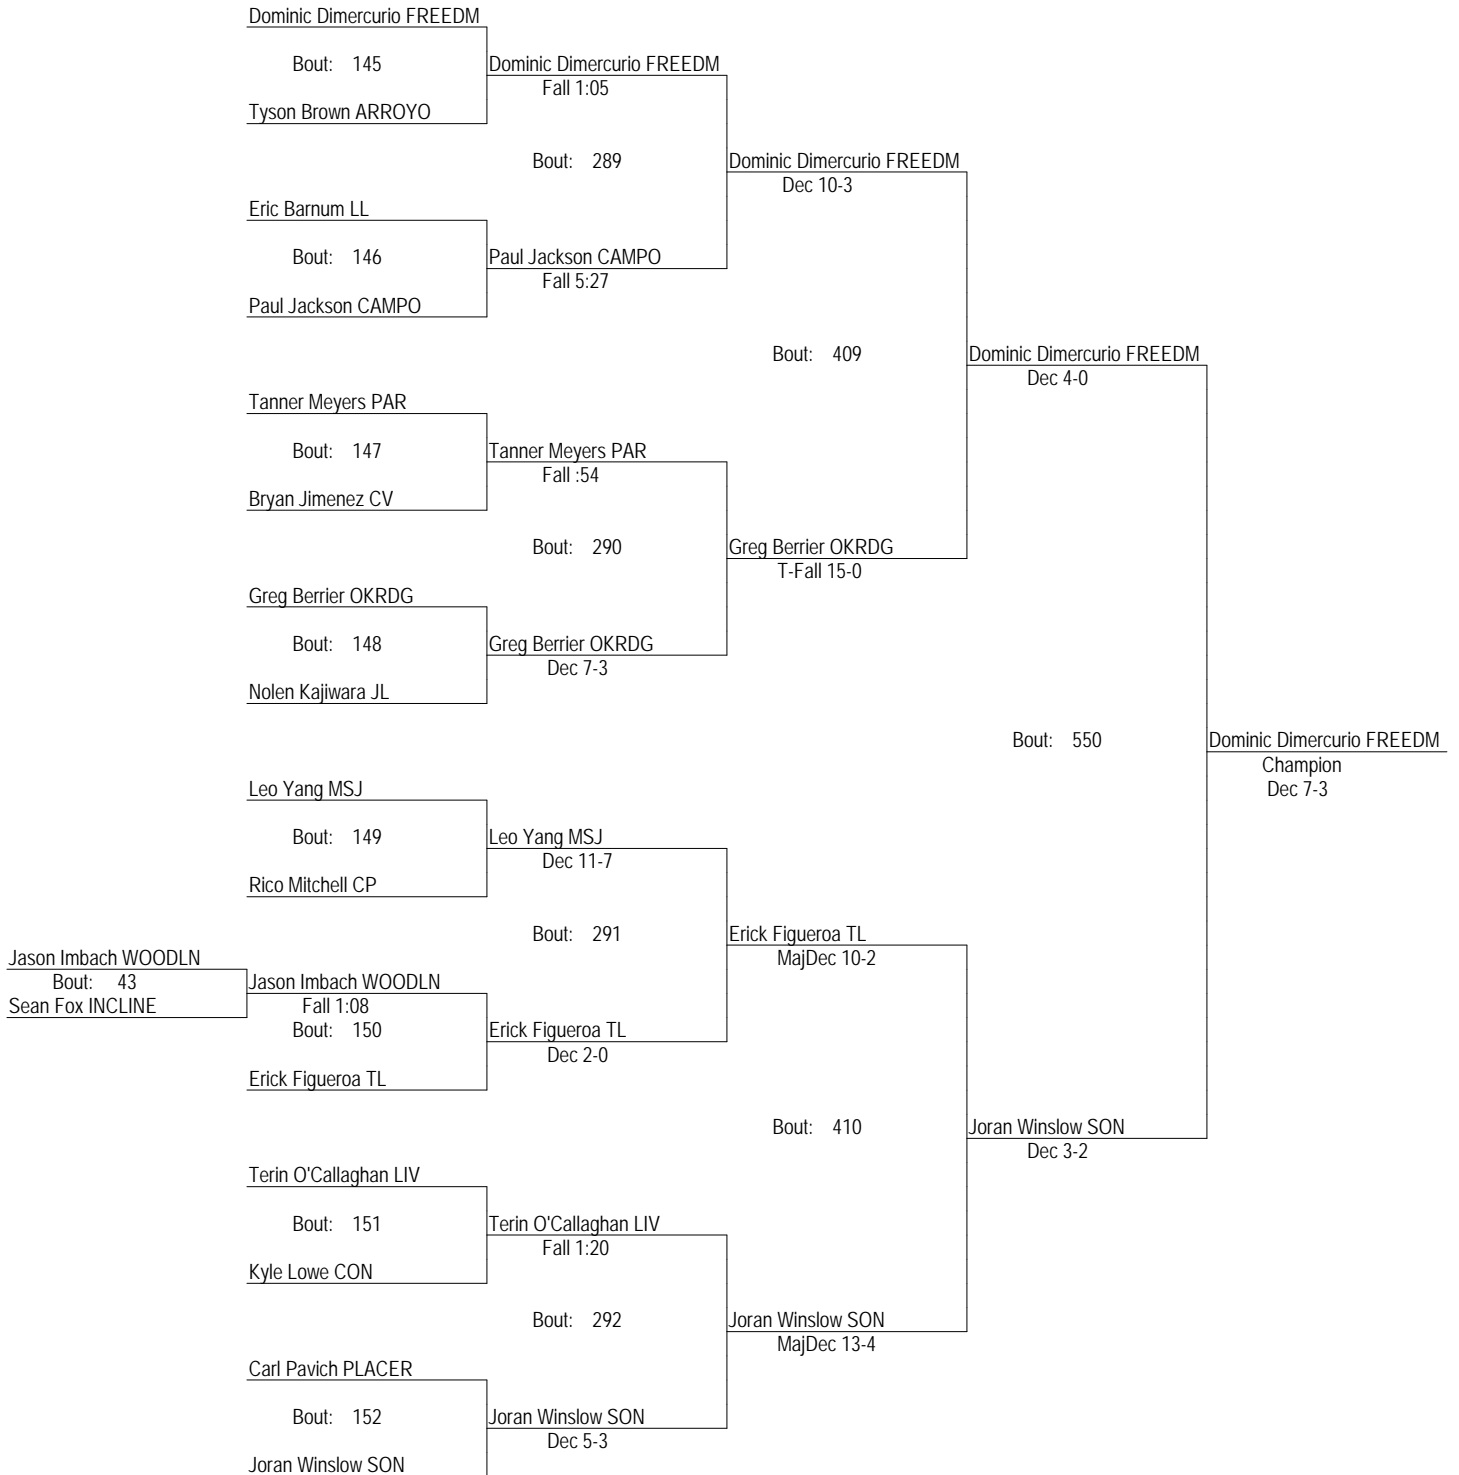 Dominic Dimercurio FREEDM
Bout: 145
Dominic Dimercurio FREEDM
Fall 1:05
Tyson Brown ARROYO
Bout: 289
Dominic Dimercurio FREEDM
Dec 10-3
Eric Barnum LL
Bout: 146
Paul Jackson CAMPO
Fall 5:27
Paul Jackson CAMPO
Bout: 409
Dominic Dimercurio FREEDM
Dec 4-0
Tanner Meyers PAR
Bout: 147
Tanner Meyers PAR
Fall :54
Bryan Jimenez CV
Bout: 290
Greg Berrier OKRDG
T-Fall 15-0
Greg Berrier OKRDG
Bout: 148
Greg Berrier OKRDG
Dec 7-3
Nolen Kajiwara JL
Bout: 550
Dominic Dimercurio FREEDM
Champion
Dec 7-3
Leo Yang MSJ
Bout: 149
Leo Yang MSJ
Dec 11-7
Rico Mitchell CP
Bout: 291
Erick Figueroa TL
MajDec 10-2
Jason Imbach WOODLN
Bout: 43
Sean Fox INCLINE
Jason Imbach WOODLN
Fall 1:08
Bout: 150
Erick Figueroa TL
Dec 2-0
Erick Figueroa TL
Bout: 410
Joran Winslow SON
Dec 3-2
Terin O'Callaghan LIV
Bout: 151
Terin O'Callaghan LIV
Fall 1:20
Kyle Lowe CON
Bout: 292
Joran Winslow SON
MajDec 13-4
Carl Pavich PLACER
Bout: 152
Joran Winslow SON
Dec 5-3
Joran Winslow SON